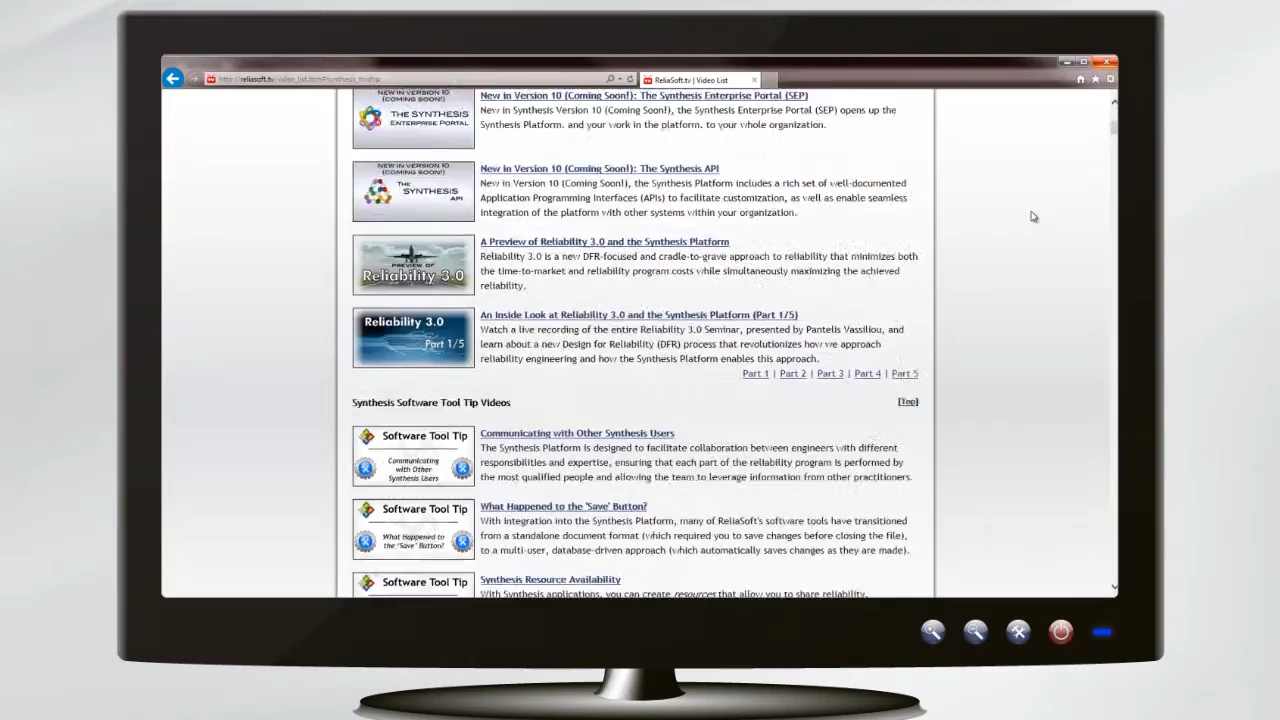 http://reliasoft.tv/video_list.htm#synthesis_tooltip
ReliaSoft.tv | Video List
NEW IN VERSION 10
(COMING SOON!)
THE SYNTHESIS
ENTERPRISE PORTAL
New in Version 10 (Coming Soon!): The Synthesis Enterprise Portal (SEP)
New in Synthesis Version 10 (Coming Soon!), the Synthesis Enterprise Portal (SEP) opens up the
Synthesis Platform, and your work in the platform, to your whole organization.
NEW IN VERSION 10
(COMING SOON!)
THE SYNTHESIS
API
New in Version 10 (Coming Soon!): The Synthesis API
New in Version 10 (Coming Soon!), the Synthesis Platform includes a rich set of well-documented
Application Programming Interfaces (APIs) to facilitate customization, as well as enable seamless
integration of the platform with other systems within your organization.
PREVIEW OF
Reliability 3.0
A Preview of Reliability 3.0 and the Synthesis Platform
Reliability 3.0 is a new DFR-focused and cradle-to-grave approach to reliability that minimizes both
the time-to-market and reliability program costs while simultaneously maximizing the achieved
reliability.
Reliability 3.0
Part 1/5
An Inside Look at Reliability 3.0 and the Synthesis Platform (Part 1/5)
Watch a live recording of the entire Reliability 3.0 Seminar, presented by Pantelis Vassiliou, and
learn about a new Design for Reliability (DFR) process that revolutionizes how we approach
reliability engineering and how the Synthesis Platform enables this approach.
Part 1 | Part 2 | Part 3 | Part 4 | Part 5
Synthesis Software Tool Tip Videos [Top]
Software Tool Tip
Communicating
with Other
Synthesis Users
Communicating with Other Synthesis Users
The Synthesis Platform is designed to facilitate collaboration between engineers with different
responsibilities and expertise, ensuring that each part of the reliability program is performed by
the most qualified people and allowing the team to leverage information from other practitioners.
Software Tool Tip
What Happened to
the 'Save' Button?
What Happened to the 'Save' Button?
With integration into the Synthesis Platform, many of ReliaSoft's software tools have transitioned
from a standalone document format (which required you to save changes before closing the file),
to a multi-user, database-driven approach (which automatically saves changes as they are made).
Software Tool Tip
Synthesis Resource Availability
With Synthesis applications, you can create resources that allow you to share reliability,